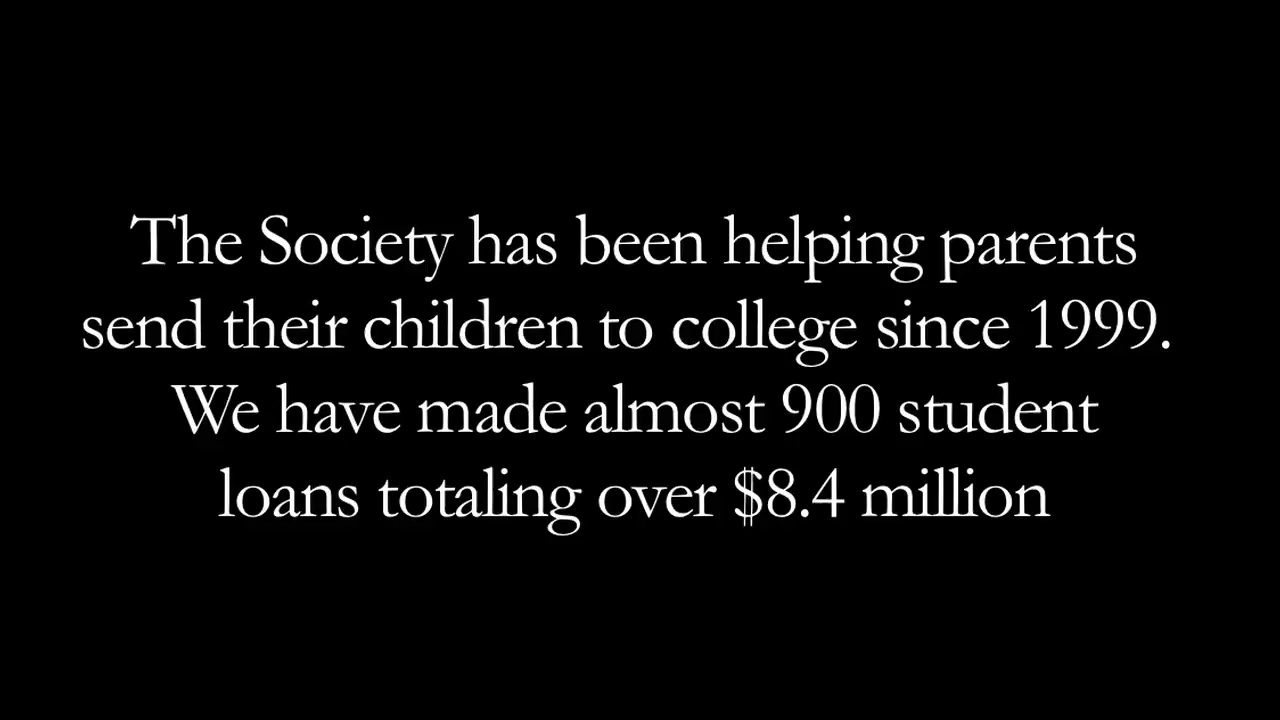 The Society has been helping parents
send their children to college since 1999.
We have made almost 900 student
loans totaling over $8.4 million